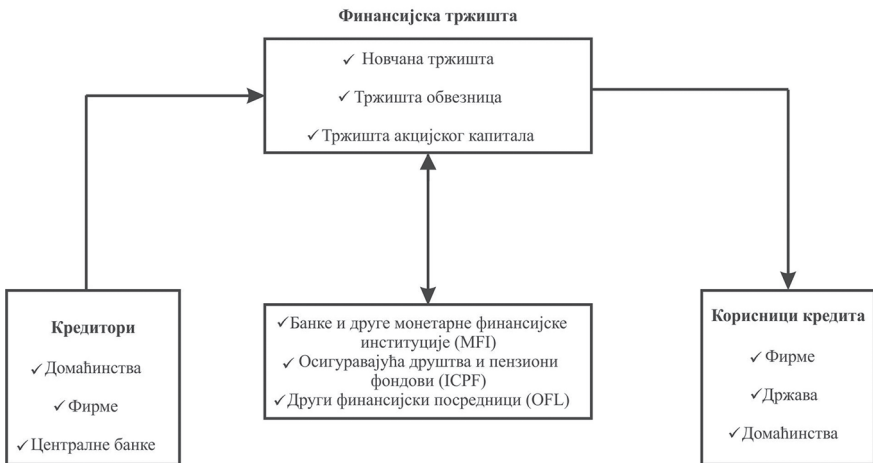 Финансијска тржишта
✓ Новчана тржишта
✓ Тржишта обвезница
✓ Тржишта акцијског капитала
Кредитори
✓ Домаћинства
✓ Фирме
✓ Централне банке
✓ Банке и друге монетарне финансијске
институције (MFI)
✓ Осигуравајућа друштва и пензиони
фондови (ICPF)
✓ Други финансијски посредници (OFL)
Корисници кредита
✓ Фирме
✓ Држава
✓ Домаћинства